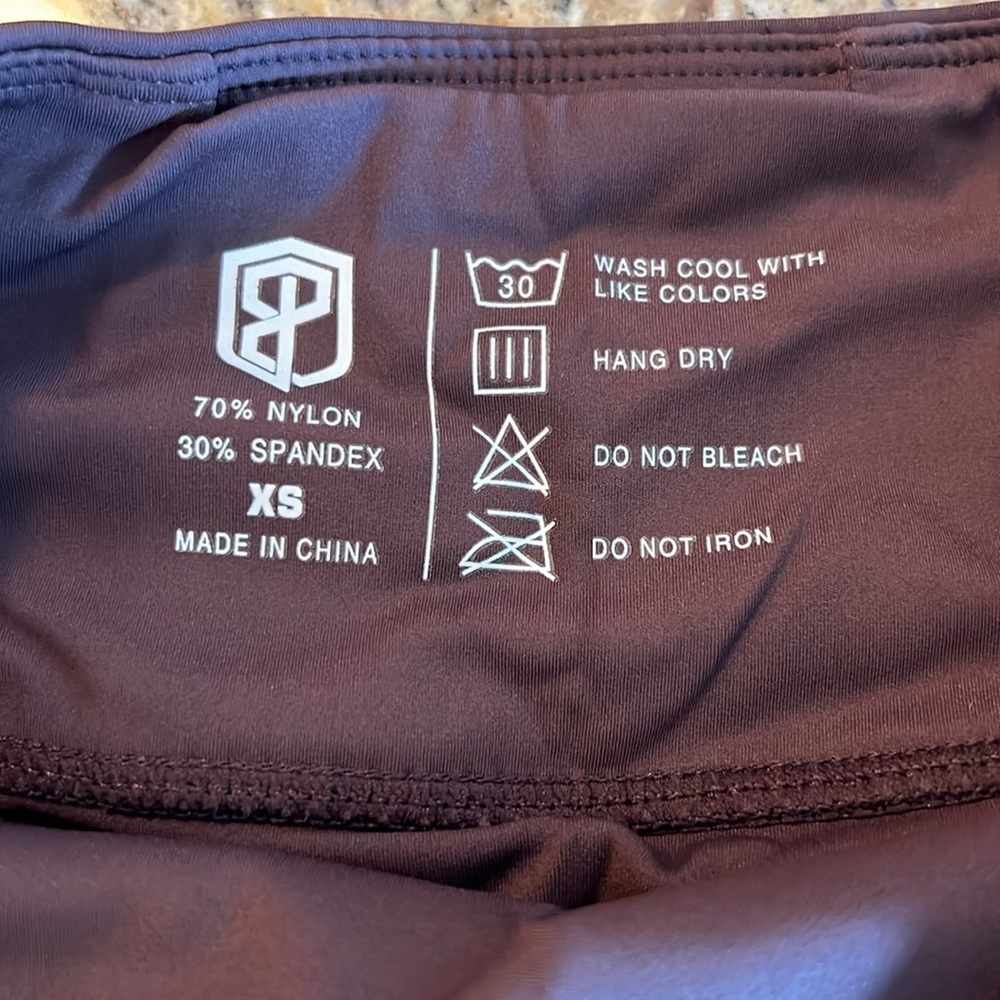 70% NYLON
30% SPANDEX
XS
MADE IN CHINA
30
WASH COOL WITH
LIKE COLORS
HANG DRY
DO NOT BLEACH
DO NOT IRON